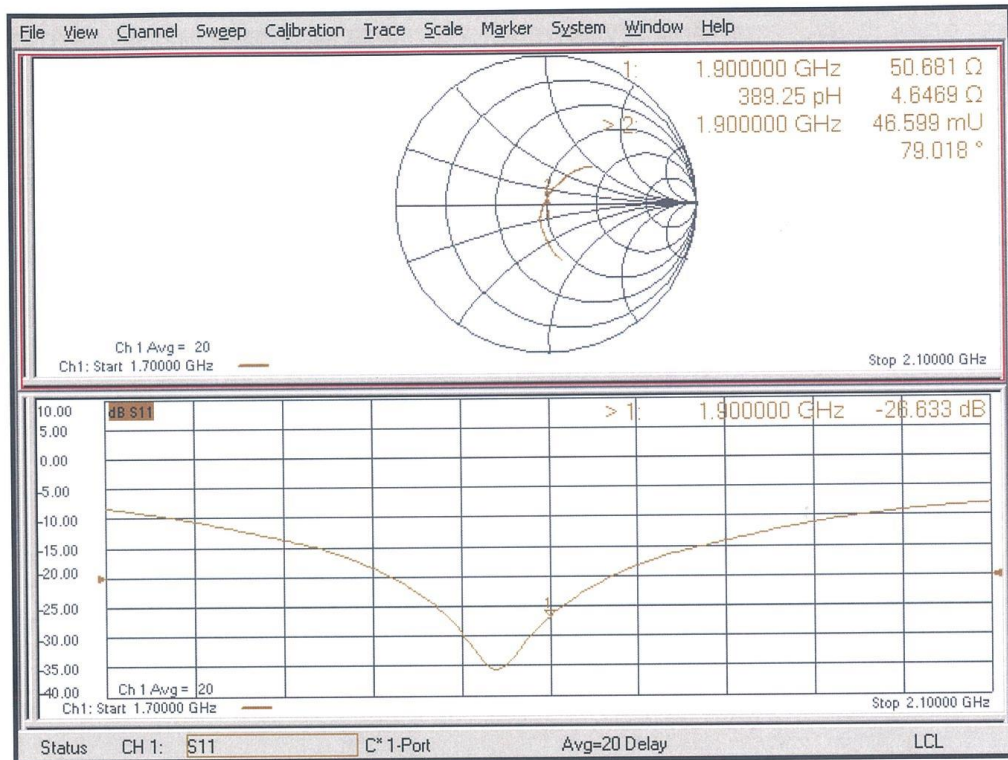 File View Channel Sweep Calibration Trace Scale Marker System Window Help
1: 1.900000 GHz 50.681 Ω
389.25 pH 4.6469 Ω
> 2: 1.900000 GHz 46.599 mU
79.018 °
Ch 1 Avg = 20
Ch1: Start 1.70000 GHz
Stop 2.10000 GHz
10.00
dB S11
> 1: 1.900000 GHz -26.633 dB
5.00
0.00
-5.00
-10.00
-15.00
-20.00
-25.00
1
-30.00
-35.00
-40.00
Ch 1 Avg = 20
Ch1: Start 1.70000 GHz
Stop 2.10000 GHz
Status CH 1: S11 C* 1-Port Avg=20 Delay LCL